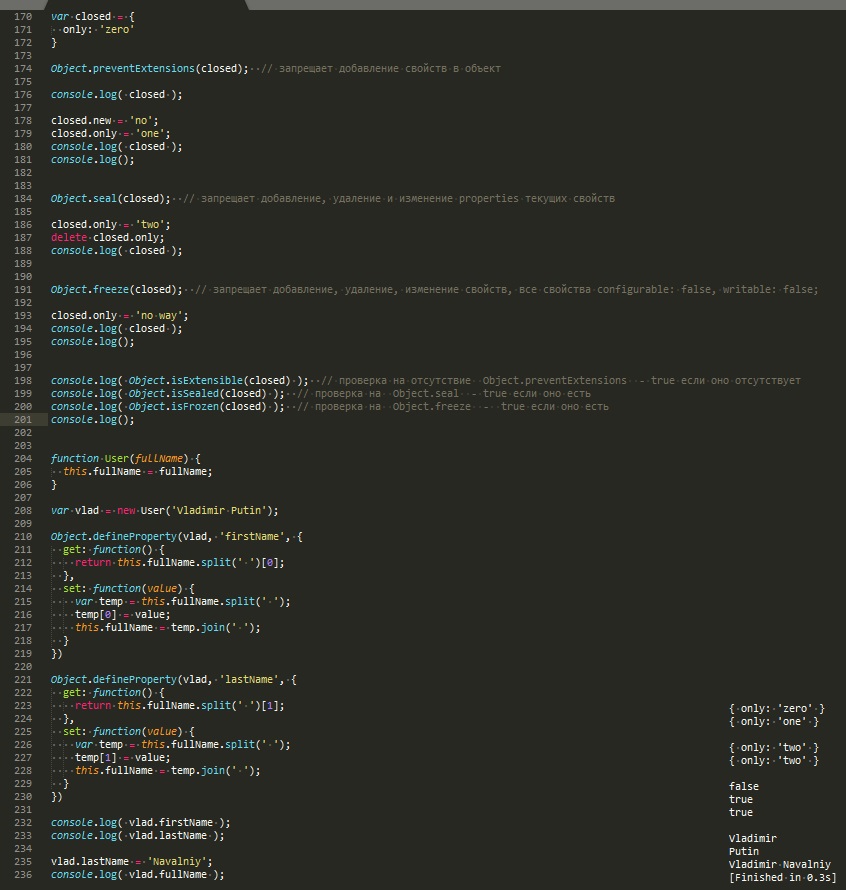 170 var closed = {
171   only: 'zero'
172 }
173
174 Object.preventExtensions(closed);  // запрещает добавление свойств в объект
175
176 console.log( closed );
177
178 closed.new = 'no';
179 closed.only = 'one';
180 console.log( closed );
181 console.log();
182
183
184 Object.seal(closed);  // запрещает добавление, удаление и изменение properties текущих свойств
185
186 closed.only = 'two';
187 delete closed.only;
188 console.log( closed );
189
190
191 Object.freeze(closed);  // запрещает добавление, удаление, изменение свойств, все свойства configurable: false, writable: false;
192
193 closed.only = 'no way';
194 console.log( closed );
195 console.log();
196
197
198 console.log( Object.isExtensible(closed) );  // проверка на отсутствие  Object.preventExtensions  - true если оно отсутствует
199 console.log( Object.isSealed(closed) );  // проверка на  Object.seal  - true если оно есть
200 console.log( Object.isFrozen(closed) );  // проверка на  Object.freeze  -  true если оно есть
201 console.log();
202
203
204 function User(fullName) {
205   this.fullName = fullName;
206 }
207
208 var vlad = new User('Vladimir Putin');
209
210 Object.defineProperty(vlad, 'firstName', {
211   get: function() {
212     return this.fullName.split(' ')[0];
213   },
214   set: function(value) {
215     var temp = this.fullName.split(' ');
216     temp[0] = value;
217     this.fullName = temp.join(' ');
218   }
219 })
220
221 Object.defineProperty(vlad, 'lastName', {
222   get: function() {
223     return this.fullName.split(' ')[1];
224   },
225   set: function(value) {
226     var temp = this.fullName.split(' ');
227     temp[1] = value;
228     this.fullName = temp.join(' ');
229   }
230 })
231
232 console.log( vlad.firstName );
233 console.log( vlad.lastName );
234
235 vlad.lastName = 'Navalniy';
236 console.log( vlad.fullName );
{ only: 'zero' }
{ only: 'one' }
{ only: 'two' }
{ only: 'two' }
false
true
true
Vladimir
Putin
Vladimir Navalniy
[Finished in 0.3s]